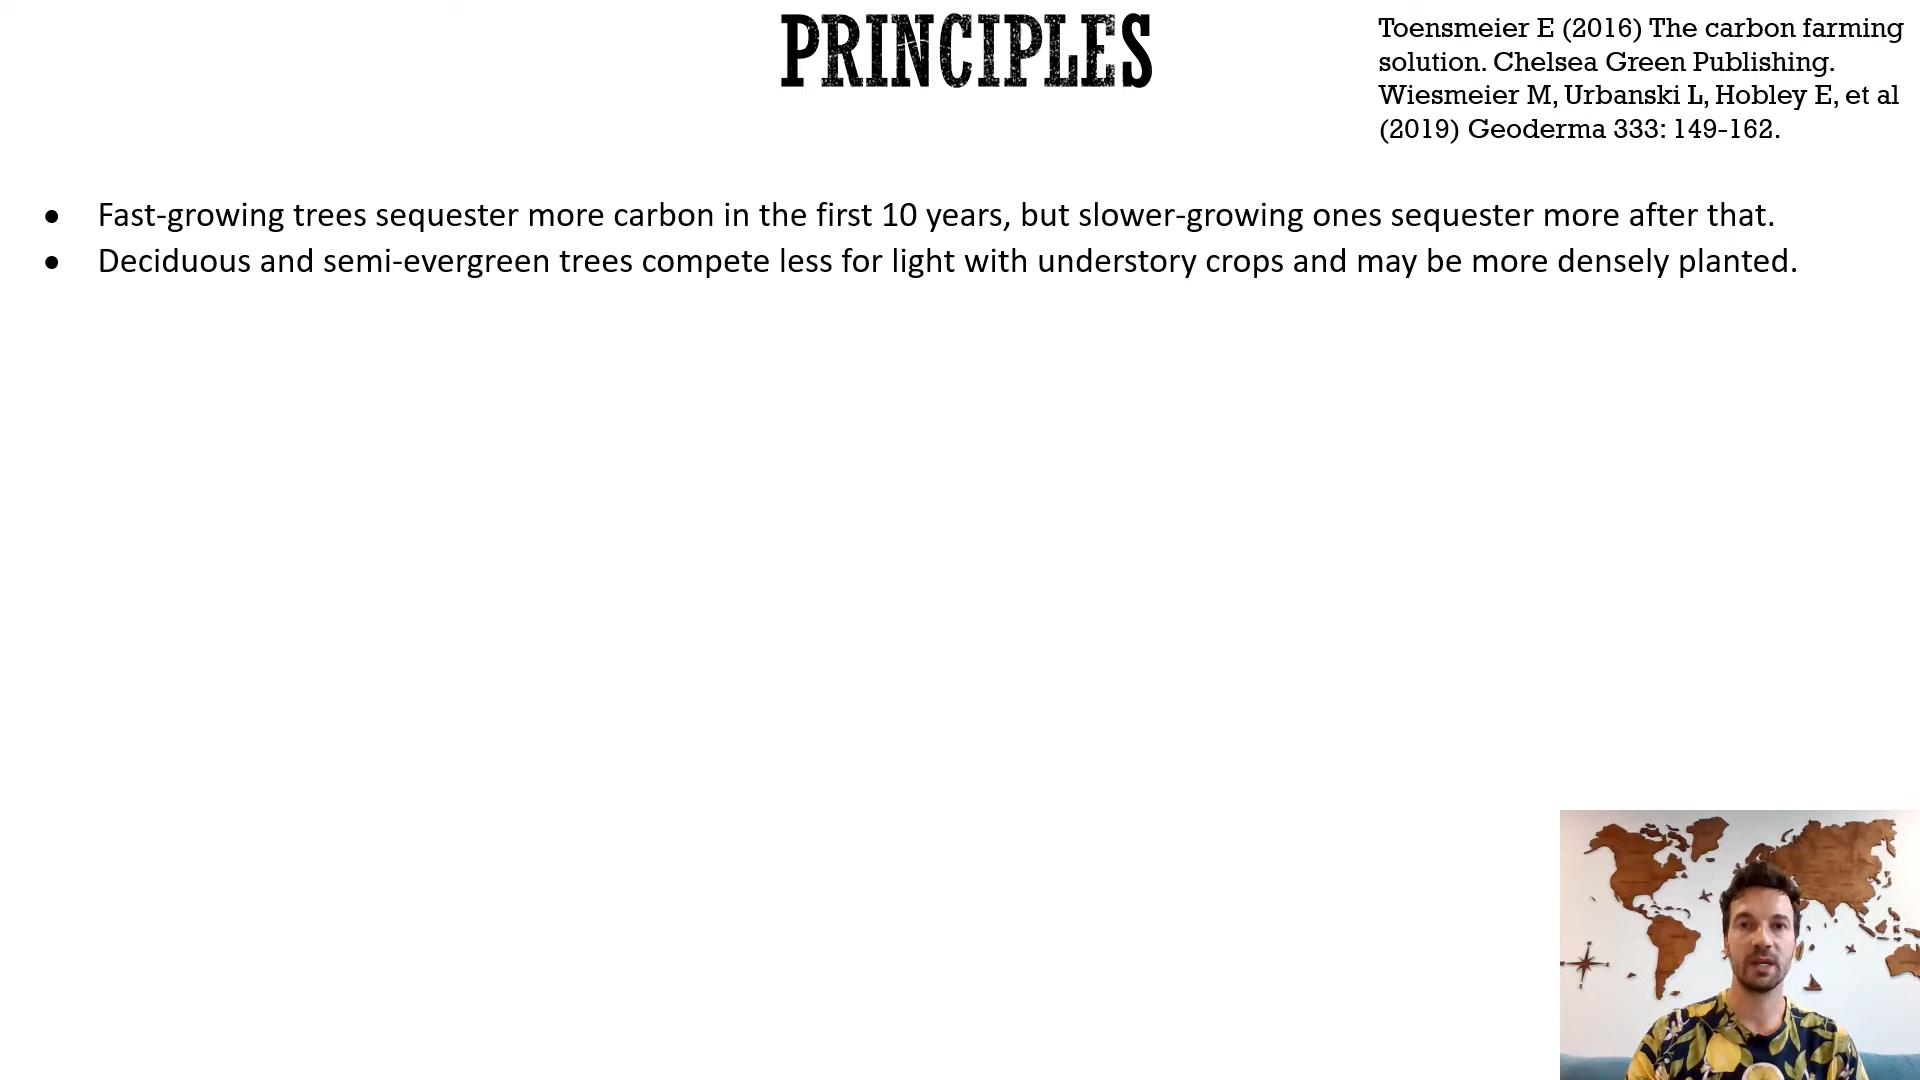 PRINCIPLES
Toensmeier E (2016) The carbon farming
solution. Chelsea Green Publishing.
Wiesmeier M, Urbanski L, Hobley E, et al
(2019) Geoderma 333: 149-162.
● Fast-growing trees sequester more carbon in the first 10 years, but slower-growing ones sequester more after that.
● Deciduous and semi-evergreen trees compete less for light with understory crops and may be more densely planted.